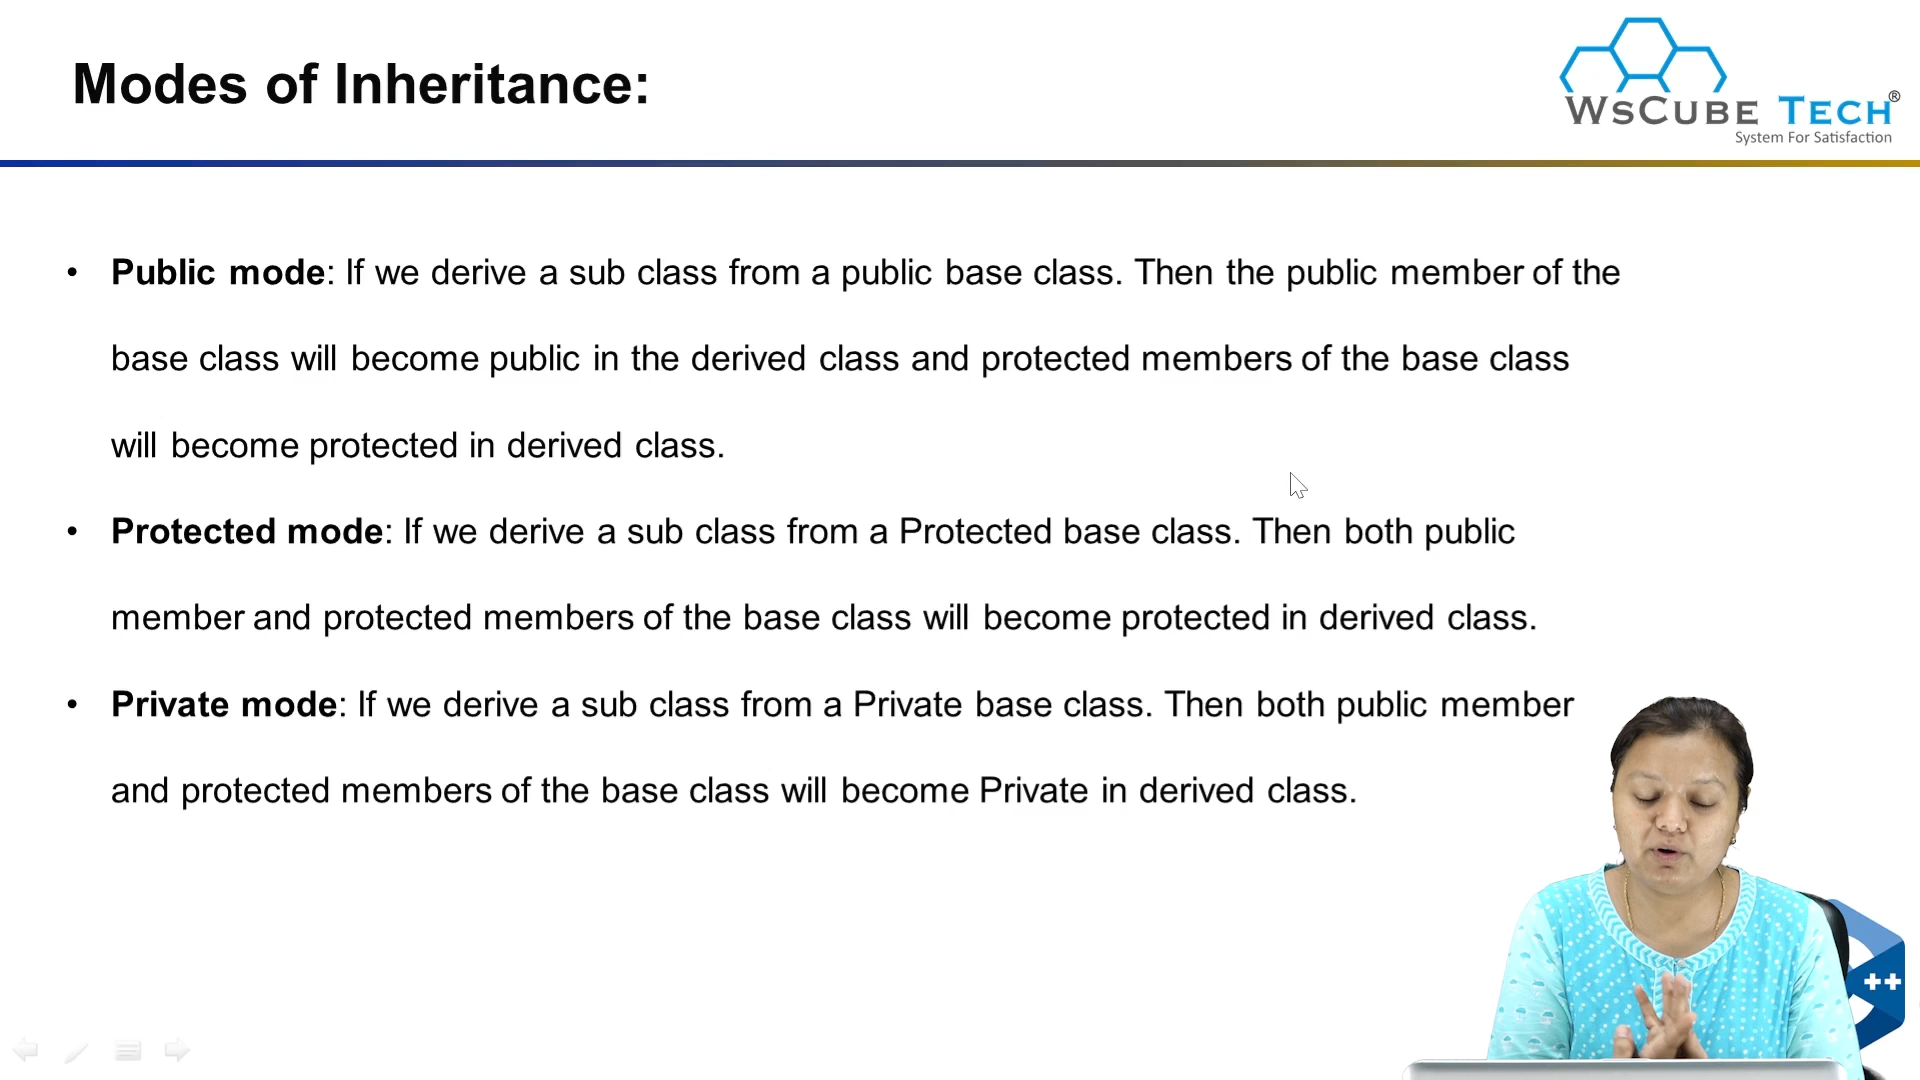 Modes of Inheritance:
WsCube Tech®
System For Satisfaction
• Public mode: If we derive a sub class from a public base class. Then the public member of the
base class will become public in the derived class and protected members of the base class
will become protected in derived class.
• Protected mode: If we derive a sub class from a Protected base class. Then both public
member and protected members of the base class will become protected in derived class.
• Private mode: If we derive a sub class from a Private base class. Then both public member
and protected members of the base class will become Private in derived class.
++